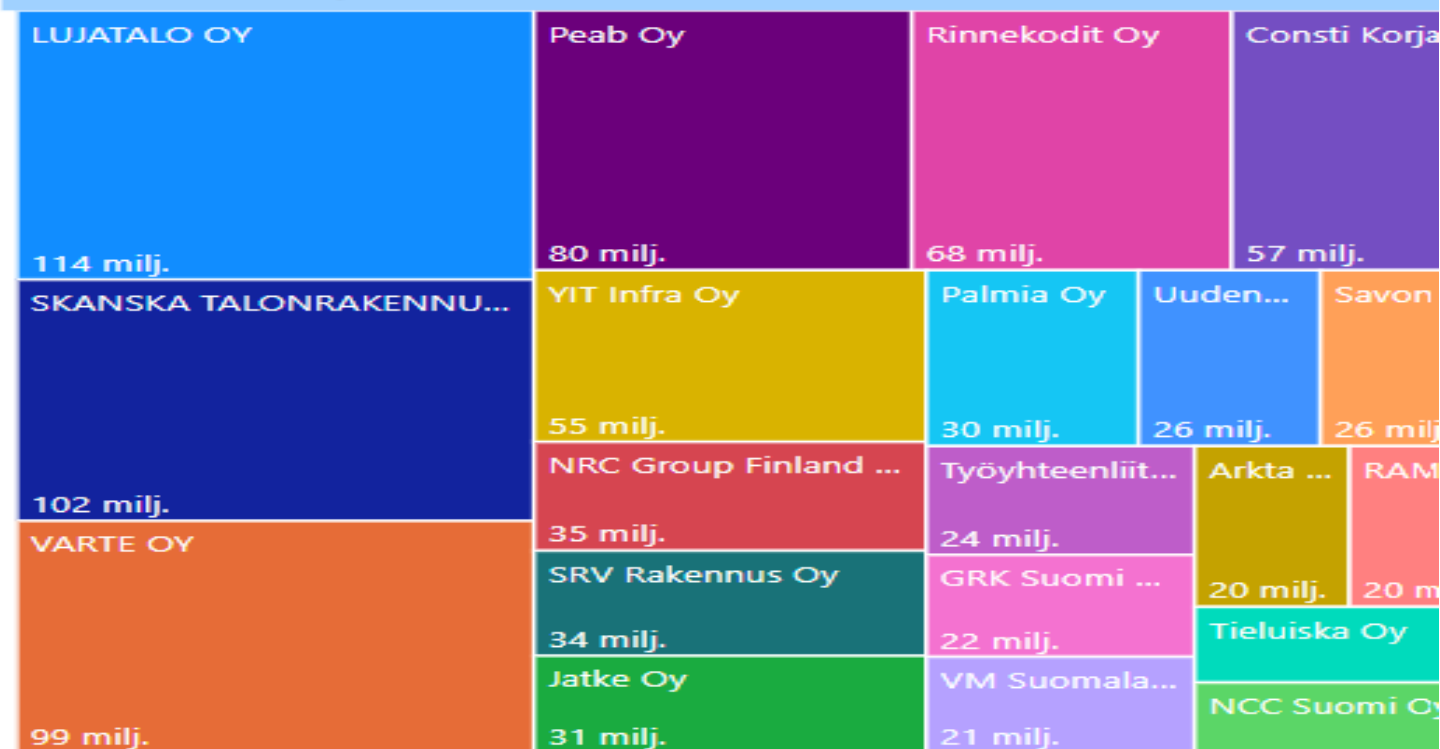 LUJATALO OY
114 milj.
SKANSKA TALONRAKENNU...
102 milj.
VARTE OY
99 milj.
Peab Oy
80 milj.
YIT Infra Oy
55 milj.
NRC Group Finland ...
35 milj.
SRV Rakennus Oy
34 milj.
Jatke Oy
31 milj.
Rinnekodit Oy
68 milj.
Consti Korja
57 milj.
Palmia Oy
30 milj.
Uuden...
26 milj.
Savon
26 milj
Työyhteenliit...
24 milj.
GRK Suomi ...
22 milj.
VM Suomala...
21 milj.
Arkta ...
20 milj.
RAM
20 m
Tieluiska Oy
NCC Suomi Oy